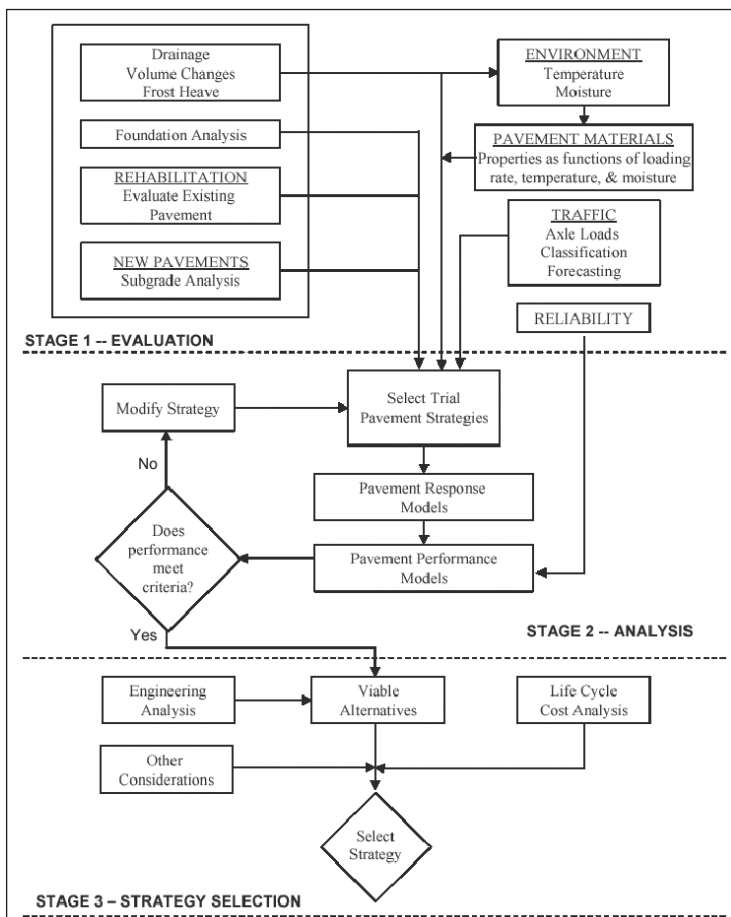 Drainage
Volume Changes
Frost Heave
ENVIRONMENT
Temperature
Moisture
Foundation Analysis
PAVEMENT MATERIALS
Properties as functions of loading
rate, temperature, & moisture
REHABILITATION
Evaluate Existing
Pavement
TRAFFIC
Axle Loads
Classification
Forecasting
NEW PAVEMENTS
Subgrade Analysis
RELIABILITY
STAGE 1 -- EVALUATION
Modify Strategy
Select Trial
Pavement Strategies
No
Pavement Response
Models
Does
performance
meet
criteria?
Pavement Performance
Models
Yes
STAGE 2 -- ANALYSIS
Engineering
Analysis
Viable
Alternatives
Life Cycle
Cost Analysis
Other
Considerations
Select
Strategy
STAGE 3 – STRATEGY SELECTION